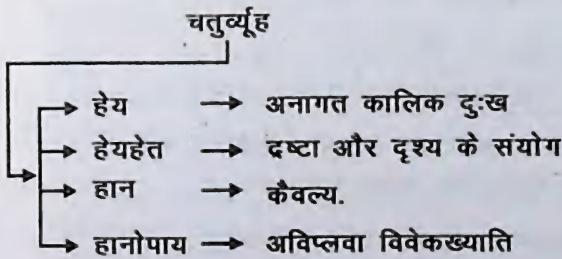 चतुर्व्यूह
हेय → अनागत कालिक दुःख
हेयहेत → द्रष्टा और दृश्य के संयोग
हान → कैवल्य.
हानोपाय → अविप्लवा विवेकख्याति